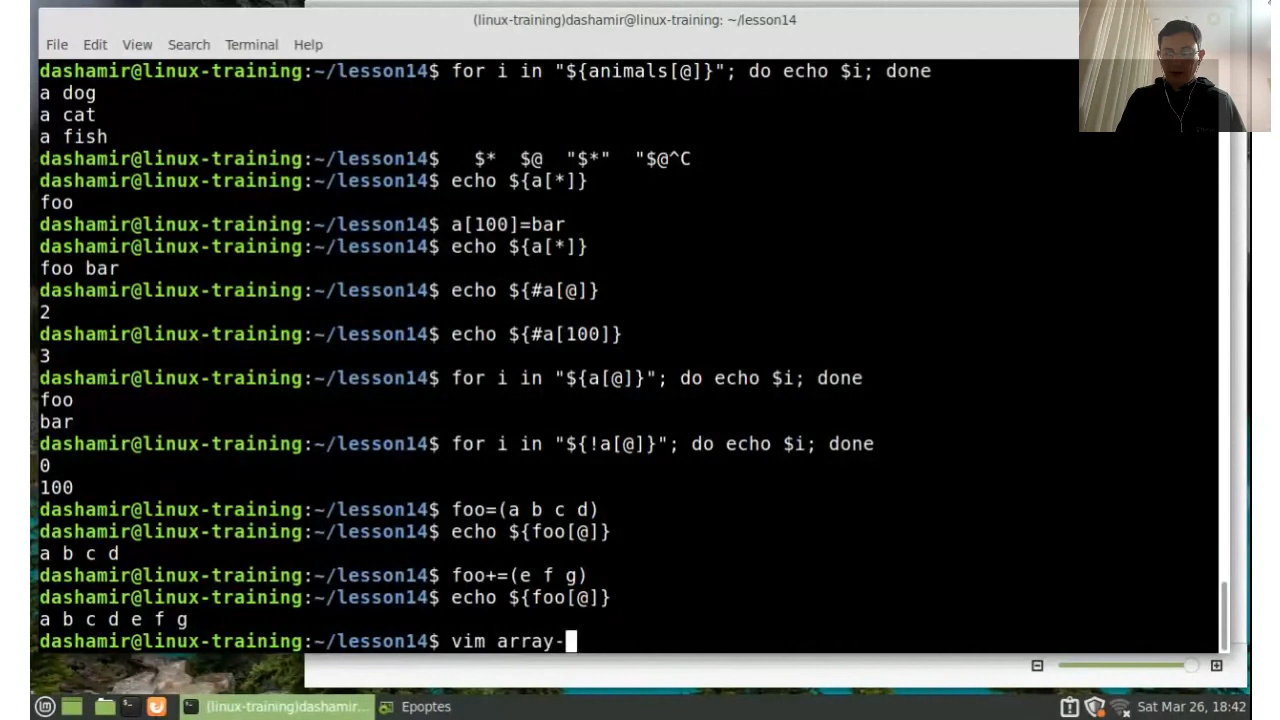 (linux-training)dashamir@linux-training: ~/lesson14
File Edit View Search Terminal Help
dashamir@linux-training:~/lesson14$ for i in "${animals[@]}"; do echo $i; done
a dog
a cat
a fish
dashamir@linux-training:~/lesson14$   $*  $@  "$*"  "$@^C
dashamir@linux-training:~/lesson14$ echo ${a[*]}
foo
dashamir@linux-training:~/lesson14$ a[100]=bar
dashamir@linux-training:~/lesson14$ echo ${a[*]}
foo bar
dashamir@linux-training:~/lesson14$ echo ${#a[@]}
2
dashamir@linux-training:~/lesson14$ echo ${#a[100]}
3
dashamir@linux-training:~/lesson14$ for i in "${a[@]}"; do echo $i; done
foo
bar
dashamir@linux-training:~/lesson14$ for i in "${!a[@]}"; do echo $i; done
0
100
dashamir@linux-training:~/lesson14$ foo=(a b c d)
dashamir@linux-training:~/lesson14$ echo ${foo[@]}
a b c d
dashamir@linux-training:~/lesson14$ foo+=(e f g)
dashamir@linux-training:~/lesson14$ echo ${foo[@]}
a b c d e f g
dashamir@linux-training:~/lesson14$ vim array-
(linux-training)dashamir... Epoptes Sat Mar 26, 18:42